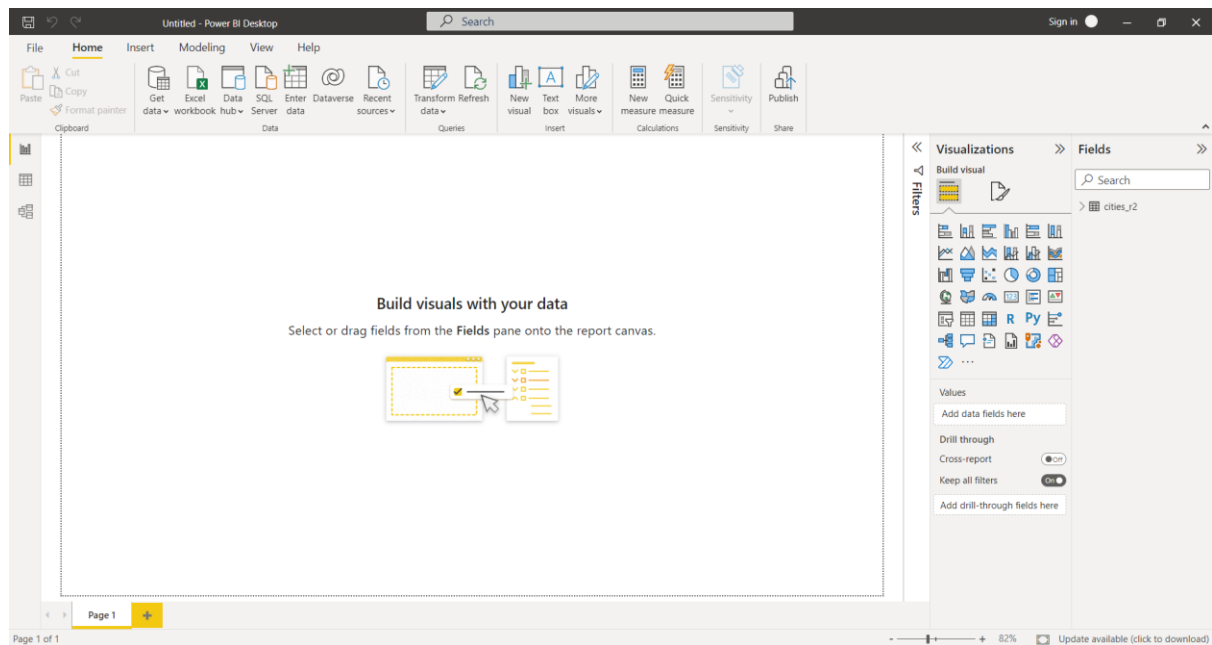 Untitled - Power BI Desktop
Search
Sign in
File Home Insert Modeling View Help
Paste
Cut
Copy
Format painter
Clipboard
Get data
Excel workbook
Data hub
SQL Server
Enter data
Dataverse
Recent sources
Data
Transform data
Refresh
Queries
New visual
Text box
A
More visuals
Insert
New measure
Quick measure
Calculations
Sensitivity
Sensitivity
Publish
Share
Filters
Build visuals with your data
Select or drag fields from the Fields pane onto the report canvas.
Visualizations
Build visual
123
R Py
...
Values
Add data fields here
Drill through
Cross-report
Off
Keep all filters
On
Add drill-through fields here
Fields
Search
cities_r2
Page 1
+
Page 1 of 1
- + 82%
Update available (click to download)